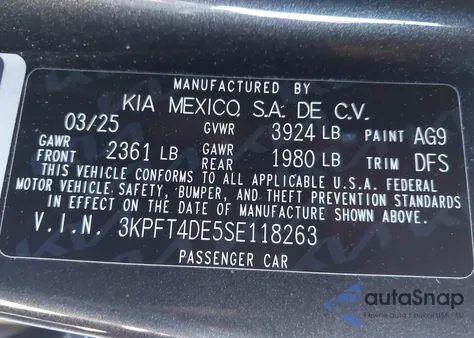 MANUFACTURED BY
KIA MEXICO, S.A. DE C.V.
03/25 GVWR 3924 LB PAINT AG9
GAWR FRONT 2361 LB GAWR REAR 1980 LB TRIM DFS
THIS VEHICLE CONFORMS TO ALL APPLICABLE U.S.A. FEDERAL
MOTOR VEHICLE SAFETY, BUMPER, AND THEFT PREVENTION STANDARDS
IN EFFECT ON THE DATE OF MANUFACTURE SHOWN ABOVE.
V.I.N. 3KPFT4DE5SE118263
PASSENGER CAR
autoSnap